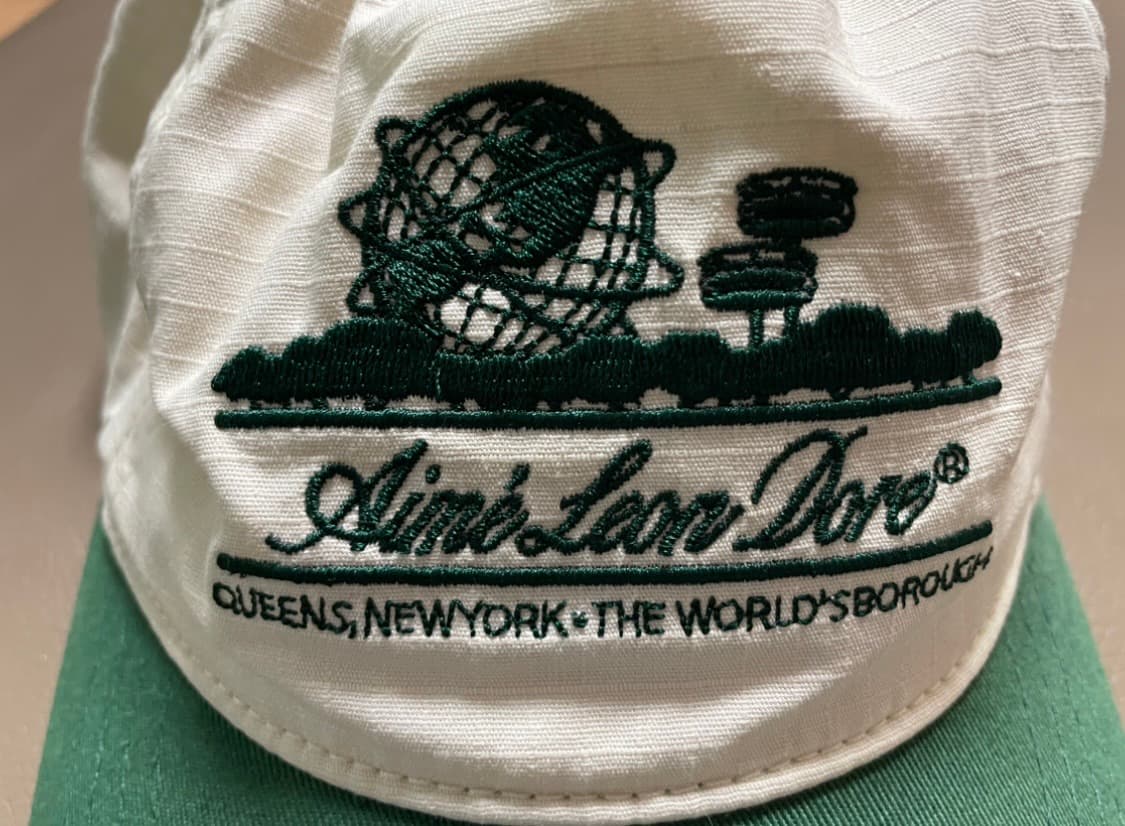 Aimé Leon Dore®
QUEENS, NEW YORK • THE WORLD'S BOROUGH